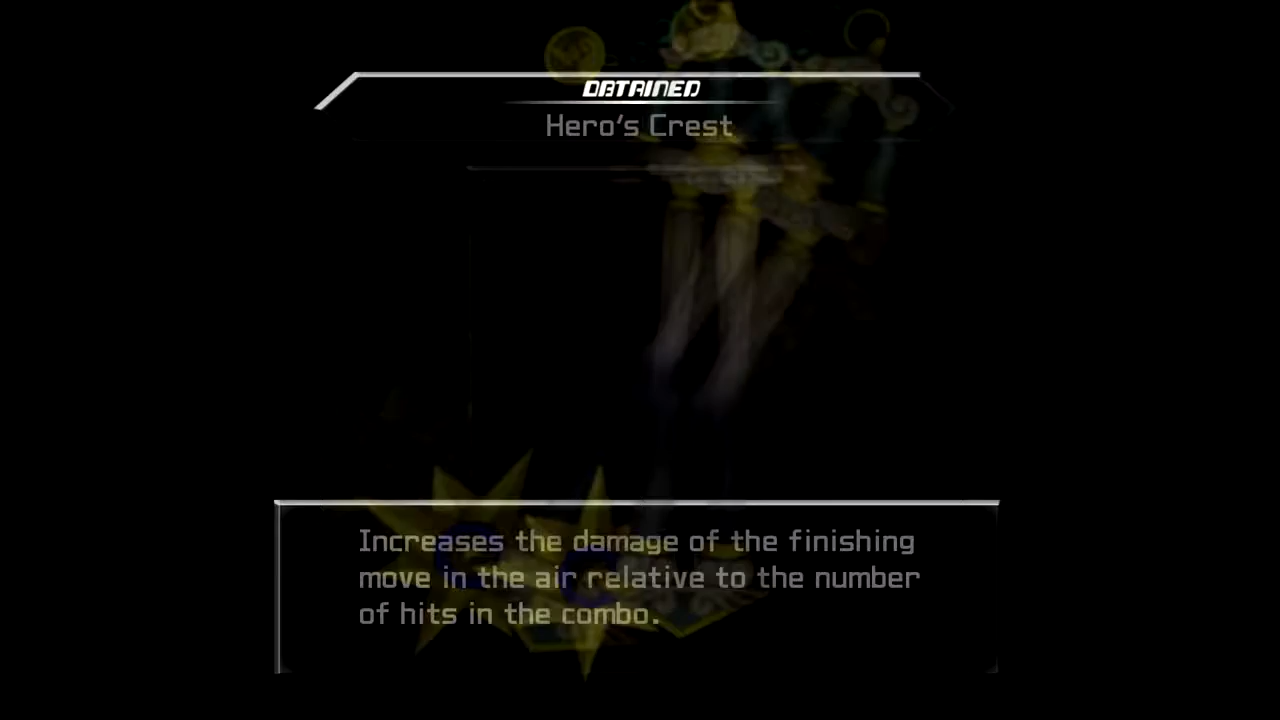 OBTAINED
Hero's Crest
Increases the damage of the finishing
move in the air relative to the number
of hits in the combo.